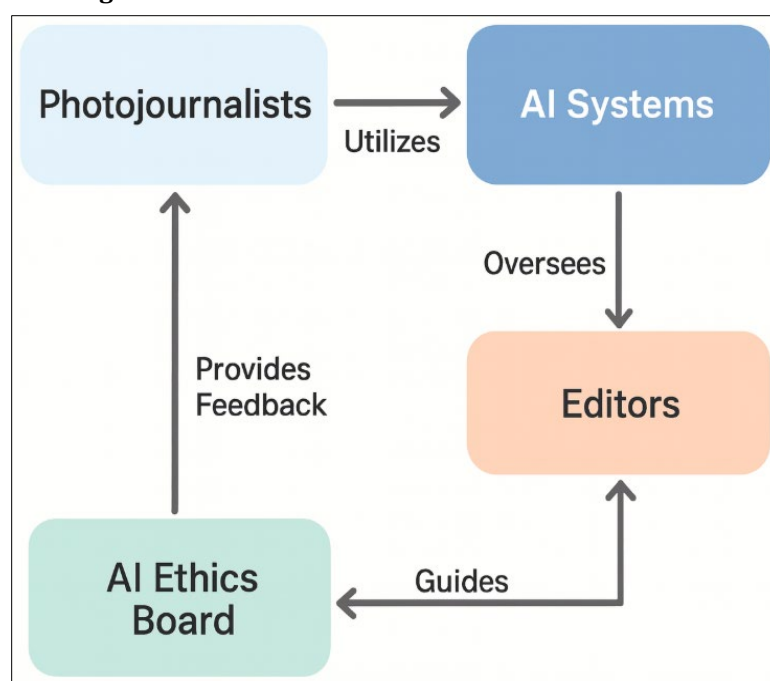 Photojournalists
Utilizes
AI Systems
Oversees
Editors
Provides
Feedback
AI Ethics
Board
Guides